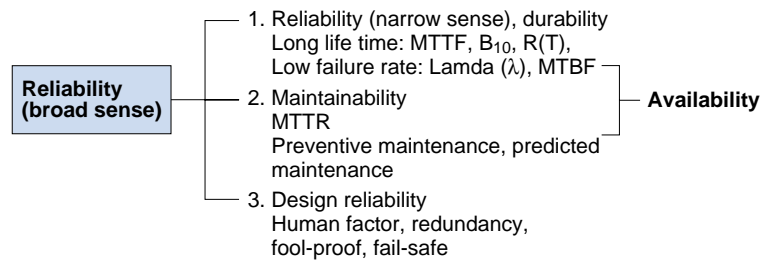 Reliability
(broad sense)
1. Reliability (narrow sense), durability
Long life time: MTTF, B₁₀, R(T),
Low failure rate: Lamda (λ), MTBF
2. Maintainability
MTTR
Preventive maintenance, predicted
maintenance
3. Design reliability
Human factor, redundancy,
fool-proof, fail-safe
Availability